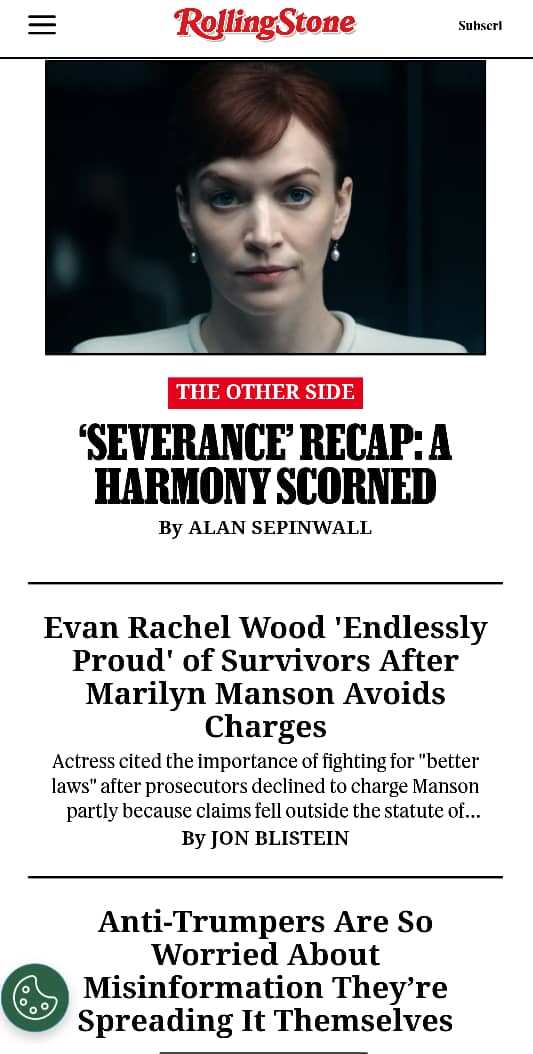 RollingStone
Subscri
THE OTHER SIDE
‘SEVERANCE’ RECAP: A
HARMONY SCORNED
By ALAN SEPINWALL
Evan Rachel Wood 'Endlessly
Proud' of Survivors After
Marilyn Manson Avoids
Charges
Actress cited the importance of fighting for "better
laws" after prosecutors declined to charge Manson
partly because claims fell outside the statute of...
By JON BLISTEIN
Anti-Trumpers Are So
Worried About
Misinformation They’re
Spreading It Themselves